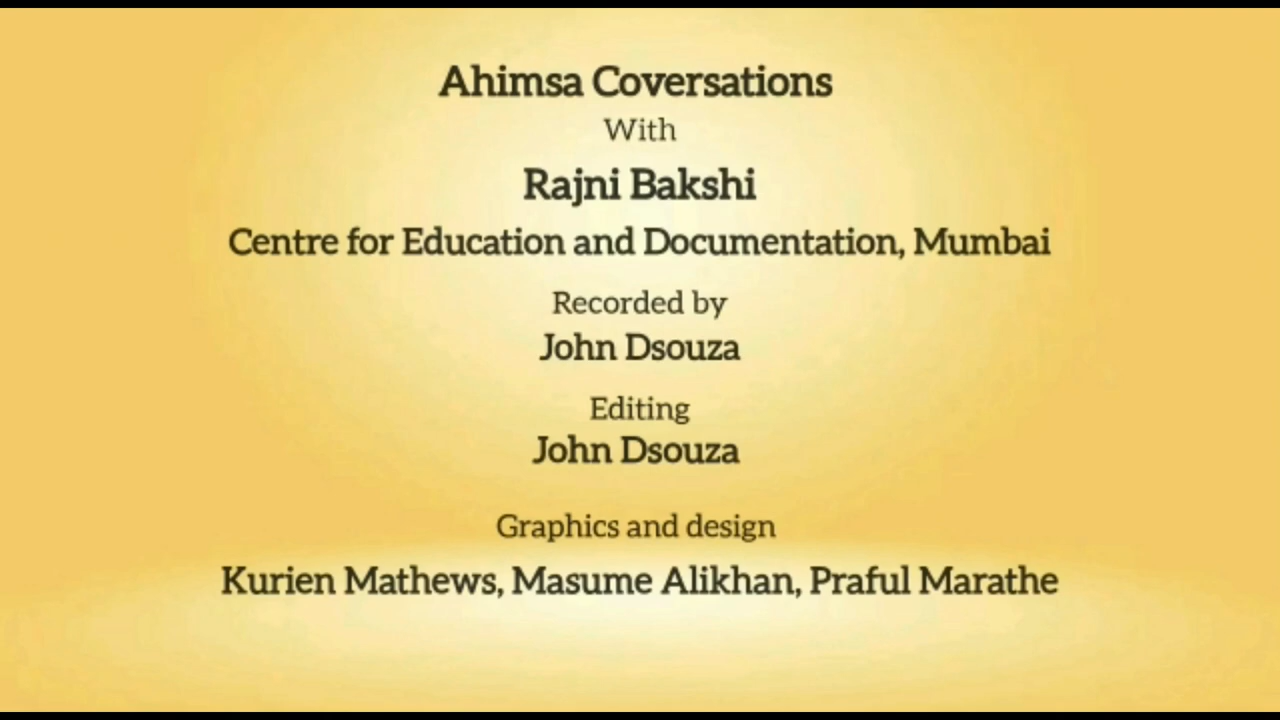 Ahimsa Coversations
With
Rajni Bakshi
Centre for Education and Documentation, Mumbai
Recorded by
John Dsouza
Editing
John Dsouza
Graphics and design
Kurien Mathews, Masume Alikhan, Praful Marathe